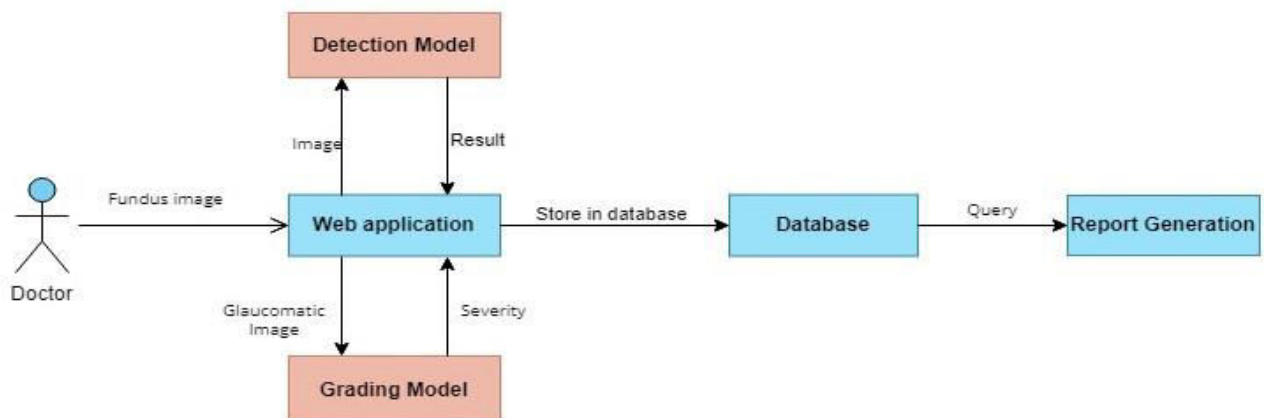 Detection Model
Image
Result
Fundus image
Web application
Store in database
Database
Query
Report Generation
Doctor
Glaucomatic
Image
Severity
Grading Model